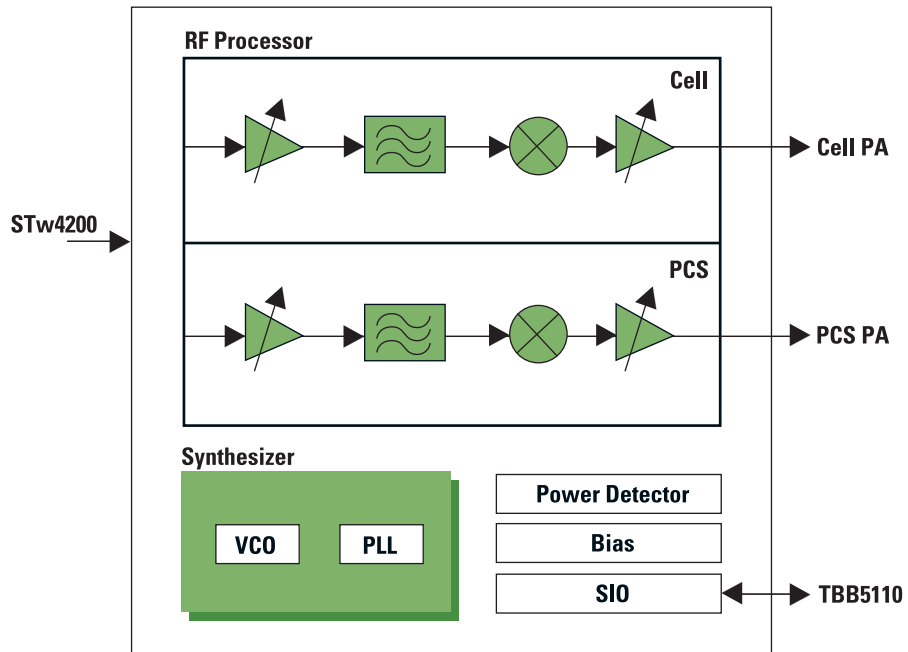 RF Processor
Cell
Cell PA
STw4200
PCS
PCS PA
Synthesizer
VCO
PLL
Power Detector
Bias
SIO
TBB5110